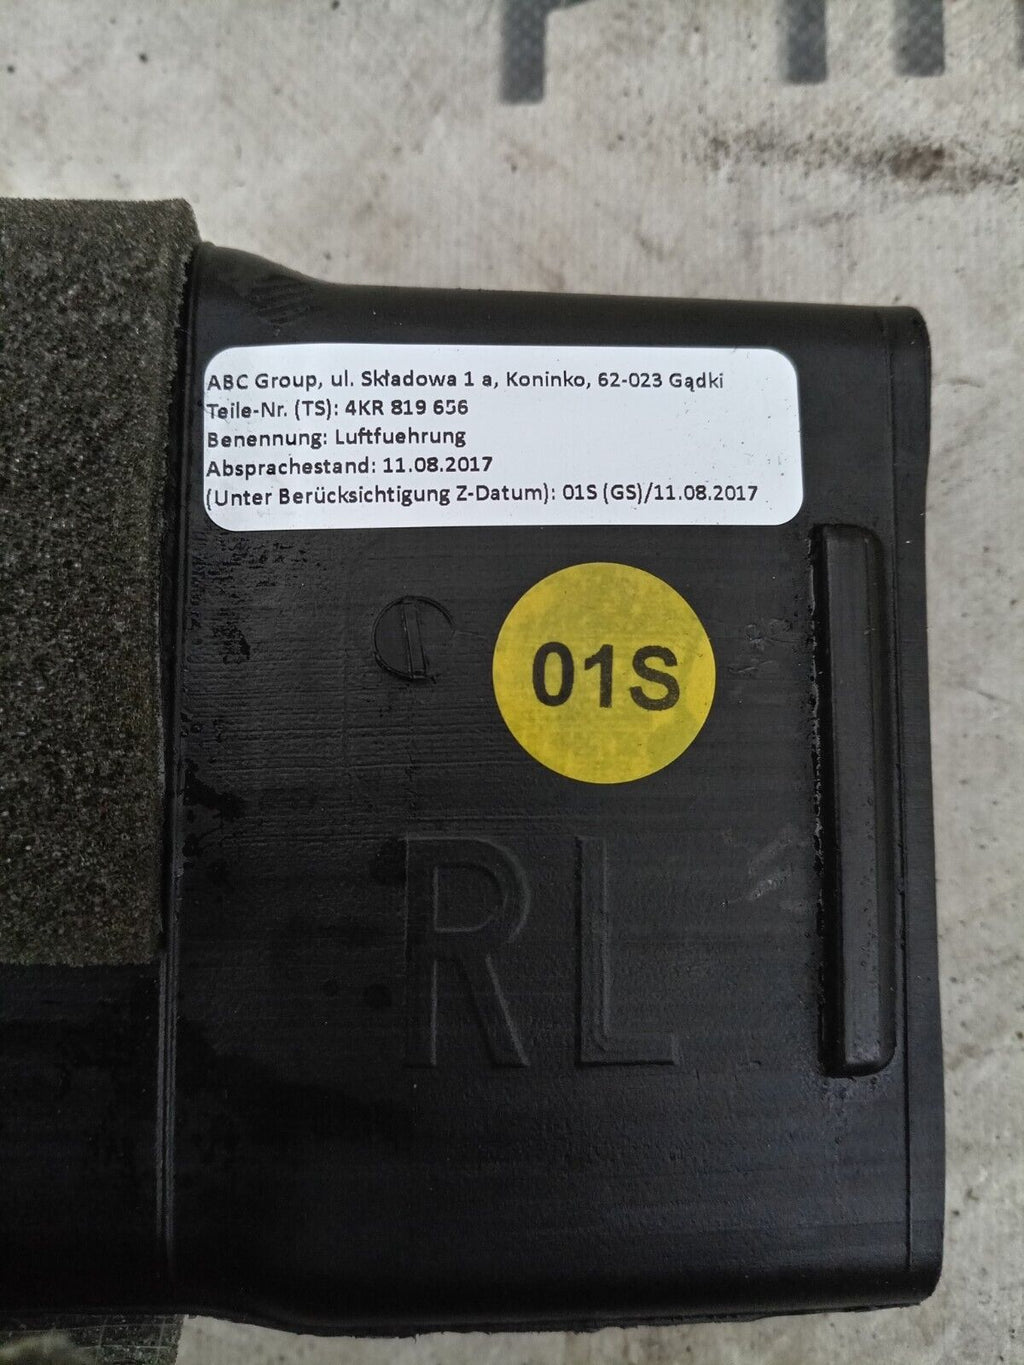 ABC Group, ul. Składowa 1 a, Koninko, 62-023 Gądki
Teile-Nr. (TS): 4KR 819 656
Benennung: Luftfuehrung
Absprachestand: 11.08.2017
(Unter Berücksichtigung Z-Datum): 01S (GS)/11.08.2017
01S
RL